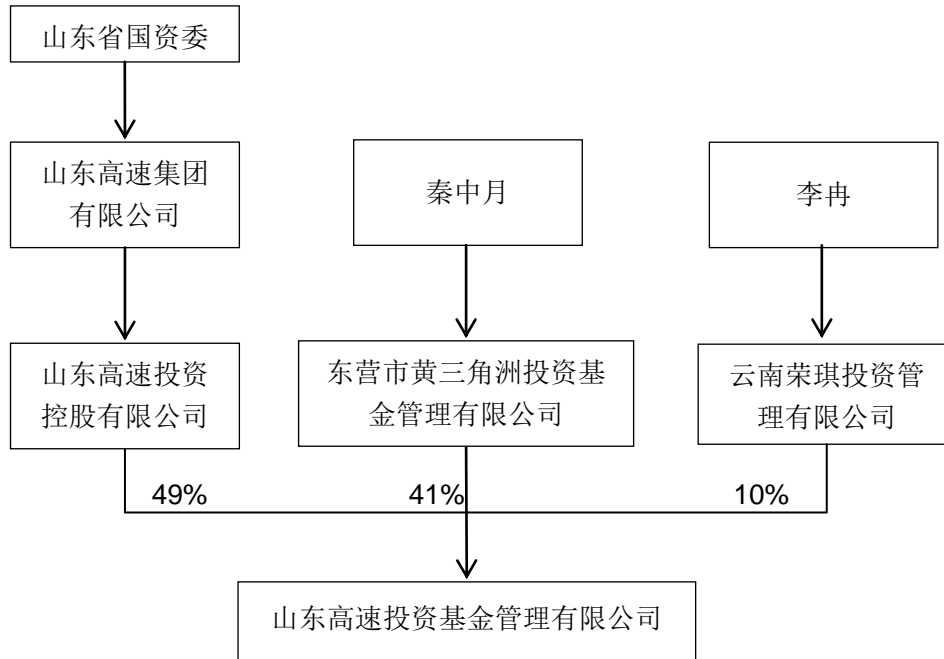 山东省国资委
山东高速集团
有限公司
秦中月
李冉
山东高速投资
控股有限公司
东营市黄三角洲投资基
金管理有限公司
云南荣琪投资管
理有限公司
49%
41%
10%
山东高速投资基金管理有限公司